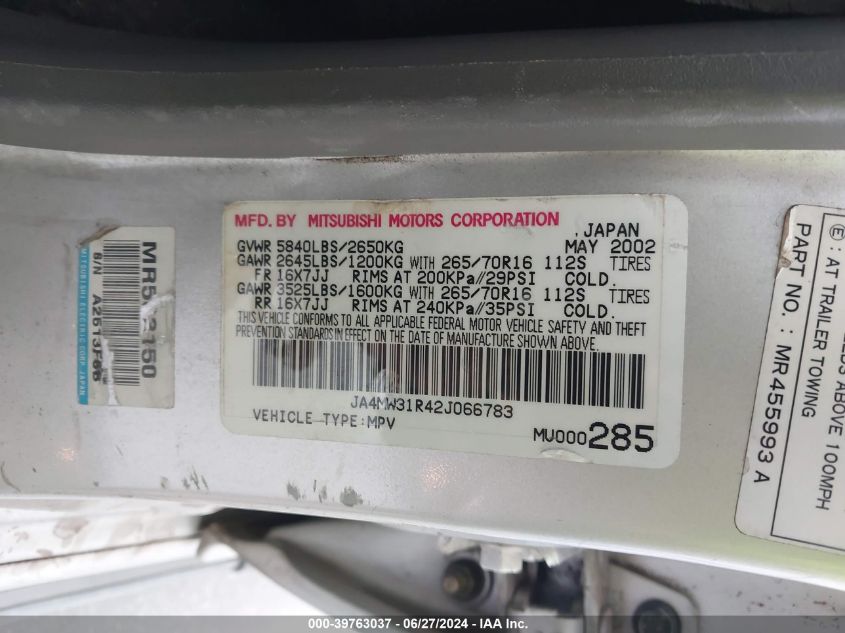 MFD. BY MITSUBISHI MOTORS CORPORATION
JAPAN
GVWR 5840LBS/2650KG MAY 2002
GAWR 2645LBS/1200KG WITH 265/70R16 112S TIRES
FR 16X7JJ RIMS AT 200KPa//29PSI COLD.
GAWR 3525LBS/1600KG WITH 265/70R16 112S TIRES
RR 16X7JJ RIMS AT 240KPa//35PSI COLD.
THIS VEHICLE CONFORMS TO ALL APPLICABLE FEDERAL MOTOR VEHICLE SAFETY AND THEFT
PREVENTION STANDARDS IN EFFECT ON THE DATE OF MANUFACTURE SHOWN ABOVE.
JA4MW31R42J066783
VEHICLE TYPE:MPV
MU000285
S/N
MITSUBISHI ELECTRIC CORP. JAPAN
ABOVE 100MPH
Ⓔ: AT TRAILER TOWING
PART NO.: MR455993 A
000-39763037 - 06/27/2024 - IAA Inc.